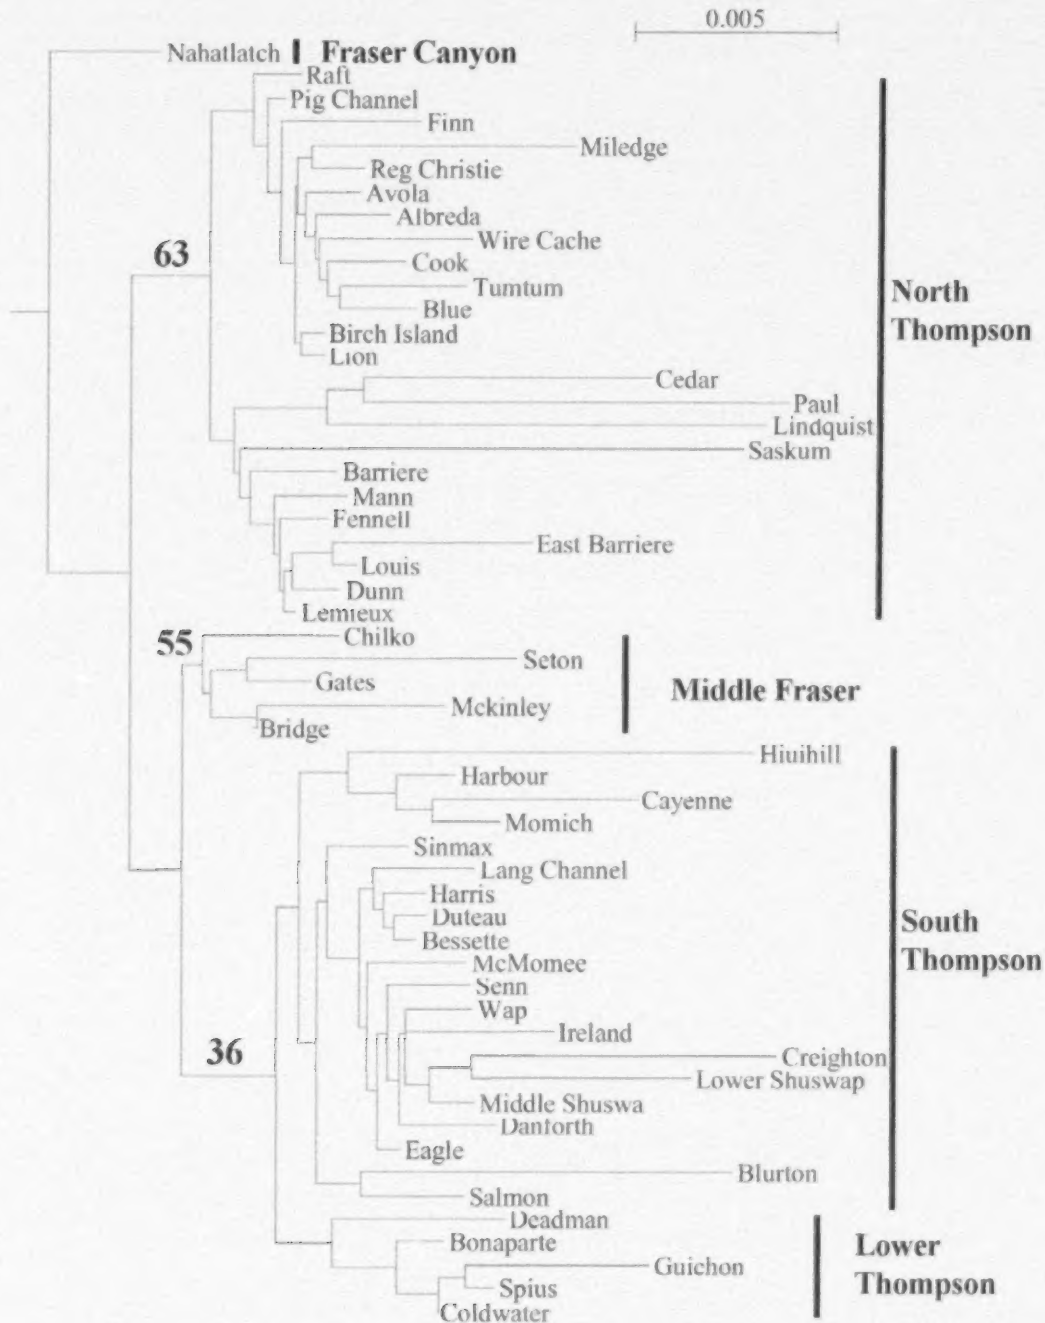 0.005
Nahatlatch
Fraser Canyon
Raft
Pig Channel
Finn
Miledge
Reg Christie
Avola
Albreda
Wire Cache
63
Cook
Tumtum
North
Blue
Thompson
Birch Island
Lion
Cedar
Paul
Lindquist
Saskum
Barriere
Mann
Fennell
East Barriere
Louis
Dunn
Lemieux
55
Chilko
Seton
Gates
Middle Fraser
Mckinley
Bridge
Hiuihill
Harbour
Cayenne
Momich
Sinmax
Lang Channel
Harris
Duteau
South
Bessette
Thompson
McMomee
Senn
Wap
Ireland
36
Creighton
Lower Shuswap
Middle Shuswa
Danforth
Eagle
Blurton
Salmon
Deadman
Bonaparte
Lower
Guichon
Thompson
Spius
Coldwater